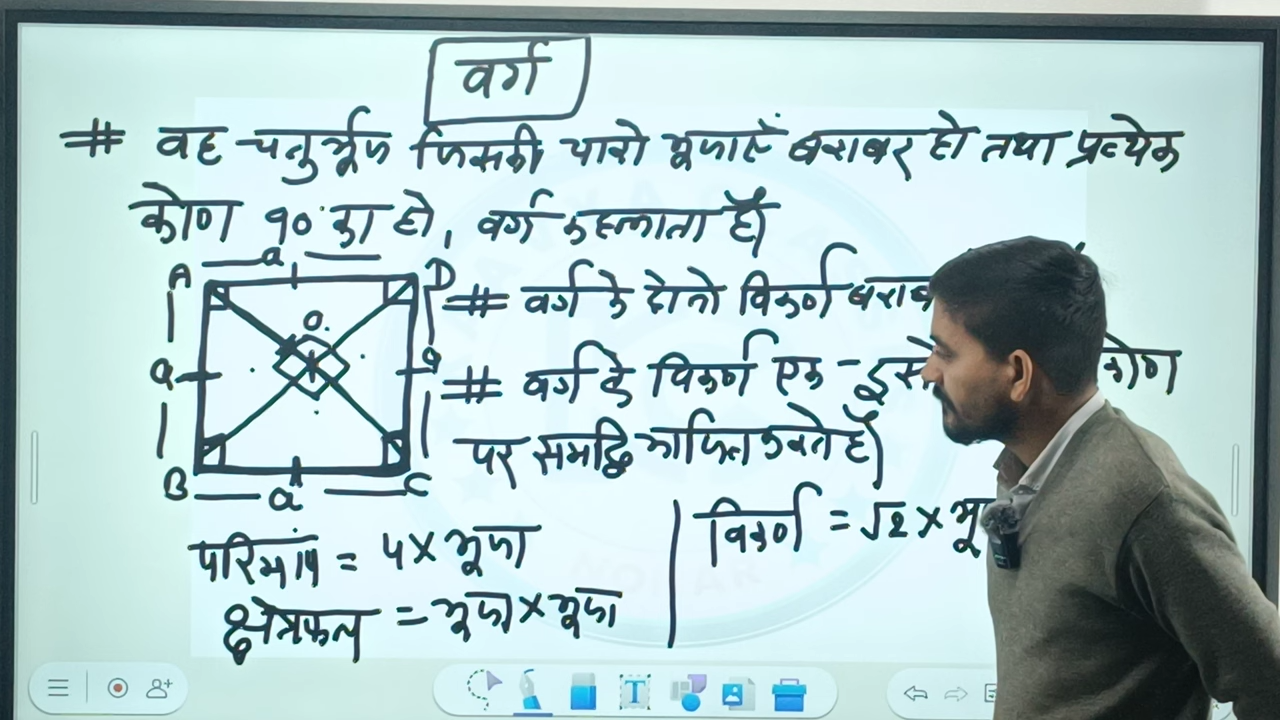 वर्ग
# वह चतुर्भूज जिसकी चारो भूजाएँ बराबर हो तथा प्रत्येक
कोण 90° का हो, वर्ग कहलाता है।
A a D
# वर्ग के दोनो विकर्ण बराब
O
a a
# वर्ग के विकर्ण एक-दूसरे कोण
पर समद्विभाजित करते है।
B a C
परिमाप = 4 × भूजा
विकर्ण = √2 × भू
क्षेत्रफल = भूजा × भूजा
T